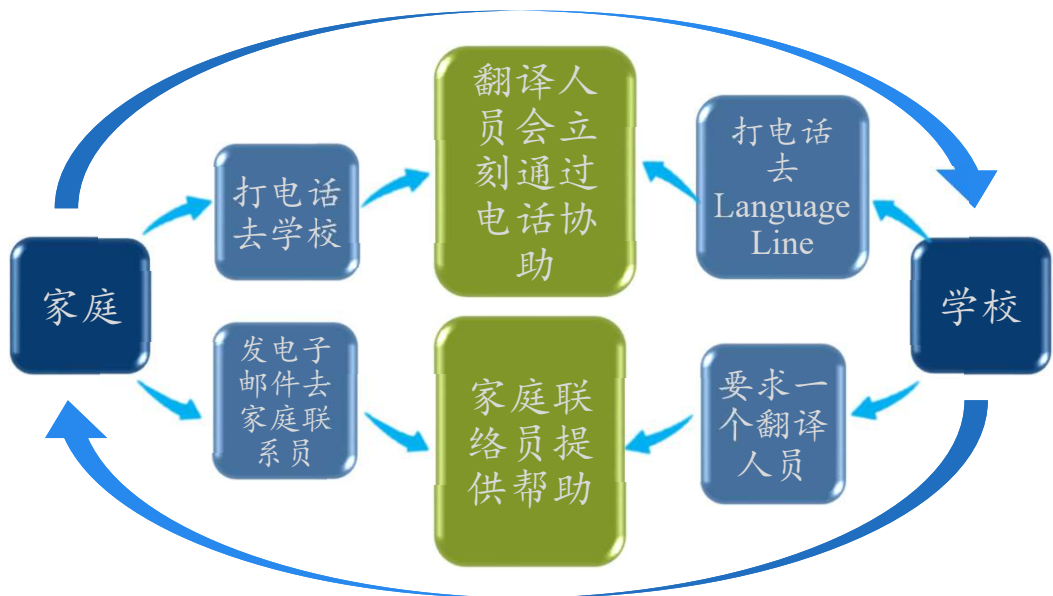 家庭
打电话
去学校
发电子
邮件去
家庭联
系员
翻译人
员会立
刻通过
电话协
助
家庭联
络员提
供帮助
打电话
去
Language
Line
要求一
个翻译
人员
学校